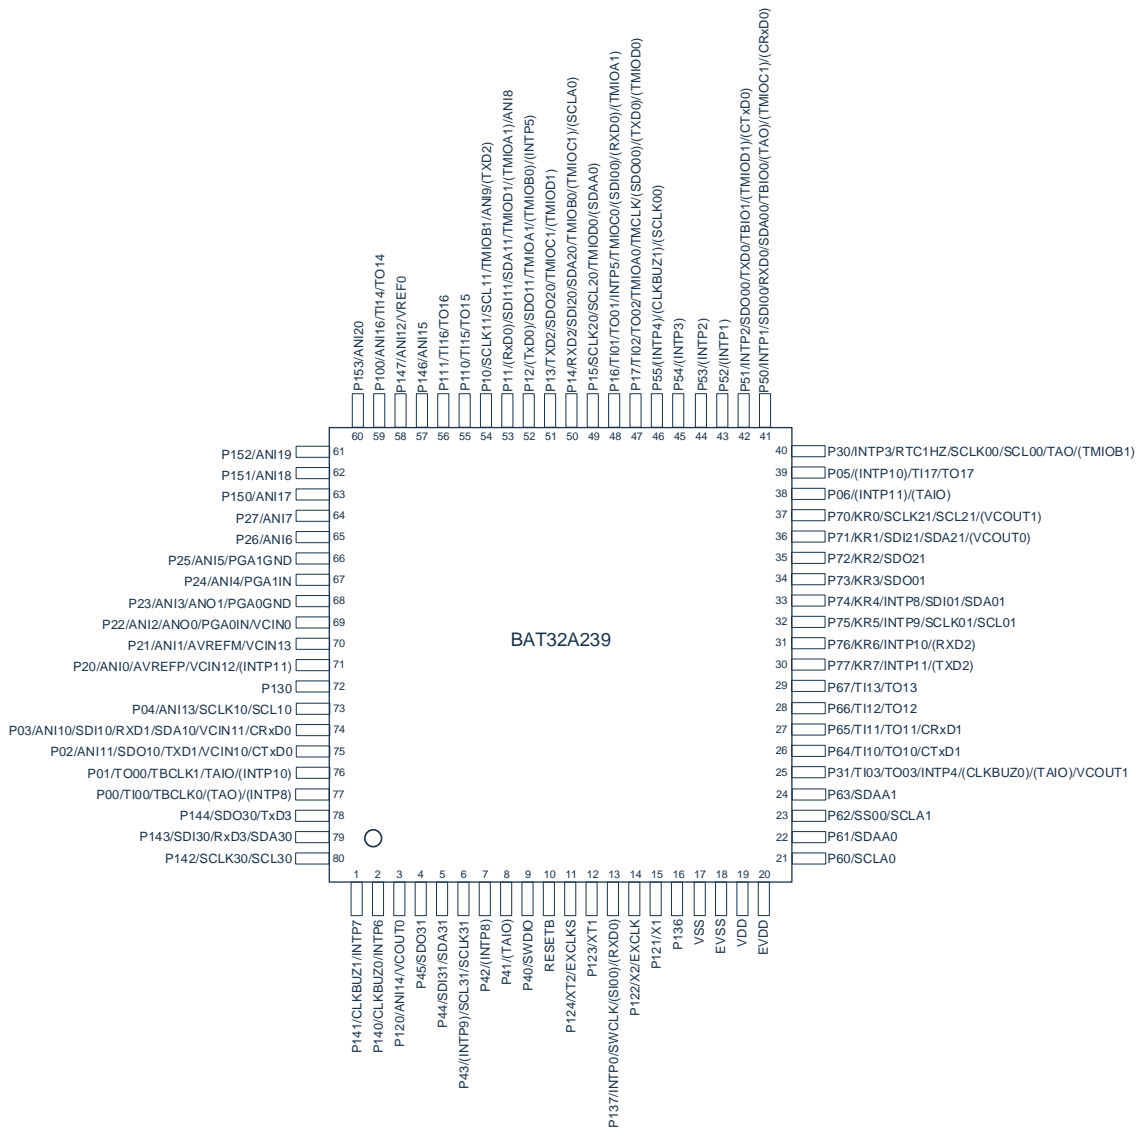 P153/ANI20
P100/ANI16/TI14/TO14
P147/ANI12/VREF0
P146/ANI15
P111/TI16/TO16
P110/TI15/TO15
P10/SCLK11/SCL11/TMIOB1/ANI9/(TXD2)
P11/(RxD0)/SDI11/SDA11/TMIOD1/(TMIOA1)/ANI8
P12/(TxD0)/SDO11/TMIOA1/(TMIOB0)/(INTP5)
P13/TXD2/SDO20/TMIOC1/(TMIOD1)
P14/RXD2/SDI20/SDA20/TMIOB0/(TMIOC1)/(SCLA0)
P15/SCLK20/SCL20/TMIOD0/(SDAA0)
P16/TI01/TO01/INTP5/TMIOC0/(SDI00)/(RXD0)/(TMIOA1)
P17/TI02/TO02/TMIOA0/TMCLK/(SDO00)/(TXD0)/(TMIOD0)
P55/(INTP4)/(CLKBUZ1)/(SCLK00)
P54/(INTP3)
P53/(INTP2)
P52/(INTP1)
P51/INTP2/SDO00/TXD0/TBIO1/(TMIOD1)/(CTxD0)
P50/INTP1/SDI00/RXD0/SDA00/TBIO0/(TAO)/(TMIOC1)/(CRxD0)
60 59 58 57 56 55 54 53 52 51 50 49 48 47 46 45 44 43 42 41
P152/ANI19 61
P151/ANI18 62
P150/ANI17 63
P27/ANI7 64
P26/ANI6 65
P25/ANI5/PGA1GND 66
P24/ANI4/PGA1IN 67
P23/ANI3/ANO1/PGA0GND 68
P22/ANI2/ANO0/PGA0IN/VCIN0 69
P21/ANI1/AVREFM/VCIN13 70
P20/ANI0/AVREFP/VCIN12/(INTP11) 71
P130 72
P04/ANI13/SCLK10/SCL10 73
P03/ANI10/SDI10/RXD1/SDA10/VCIN11/CRxD0 74
P02/ANI11/SDO10/TXD1/VCIN10/CTxD0 75
P01/TO00/TBCLK1/TAIO/(INTP10) 76
P00/TI00/TBCLK0/(TAO)/(INTP8) 77
P144/SDO30/TxD3 78
P143/SDI30/RxD3/SDA30 79
P142/SCLK30/SCL30 80
BAT32A239
40 P30/INTP3/RTC1HZ/SCLK00/SCL00/TAO/(TMIOB1)
39 P05/(INTP10)/TI17/TO17
38 P06/(INTP11)/(TAIO)
37 P70/KR0/SCLK21/SCL21/(VCOUT1)
36 P71/KR1/SDI21/SDA21/(VCOUT0)
35 P72/KR2/SDO21
34 P73/KR3/SDO01
33 P74/KR4/INTP8/SDI01/SDA01
32 P75/KR5/INTP9/SCLK01/SCL01
31 P76/KR6/INTP10/(RXD2)
30 P77/KR7/INTP11/(TXD2)
29 P67/TI13/TO13
28 P66/TI12/TO12
27 P65/TI11/TO11/CRxD1
26 P64/TI10/TO10/CTxD1
25 P31/TI03/TO03/INTP4/(CLKBUZ0)/(TAIO)/VCOUT1
24 P63/SDAA1
23 P62/SS00/SCLA1
22 P61/SDAA0
21 P60/SCLA0
1 2 3 4 5 6 7 8 9 10 11 12 13 14 15 16 17 18 19 20
P141/CLKBUZ1/INTP7
P140/CLKBUZ0/INTP6
P120/ANI14/VCOUT0
P45/SDO31
P44/SDI31/SDA31
P43/(INTP9)/SCL31/SCLK31
P42/(INTP8)
P41/(TAIO)
P40/SWDIO
RESETB
P124/XT2/EXCLKS
P123/XT1
P137/INTP0/SWCLK/(SI00)/(RXD0)
P122/X2/EXCLK
P121/X1
P136
VSS
EVSS
VDD
EVDD